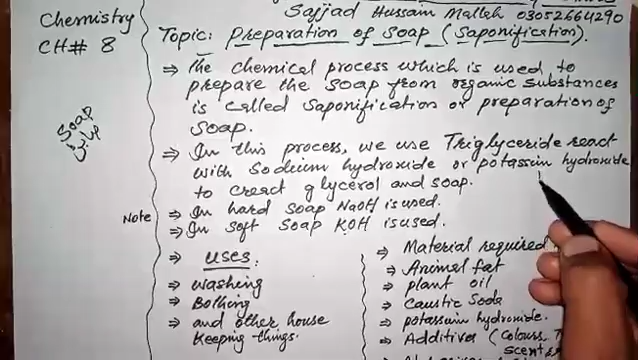 Chemistry
CH# 8
Sajjad Hussam Mallah 03052664290
Topic: Preparation of Soap (Saponification).
⇒ The chemical process which is used to
prepare the soap from organic substances
is called Saponification or preparation of
Soap.
Soap
⇒ In this process, we use Triglyceride react
with Sodium hydroxide or potassium hydroxide
to creact glycerol and soap.
Note ⇒ In hard soap NaOH is used.
⇒ In Soft Soap KOH is used.
⇒ uses:
⇒ washing
⇒ Bathing
⇒ and other house
Keeping things.
⇒ Material required
⇒ Animal fat
⇒ plant oil
⇒ caustic Soda
⇒ potassium hydroxide.
⇒ Additives (Colours,
scent